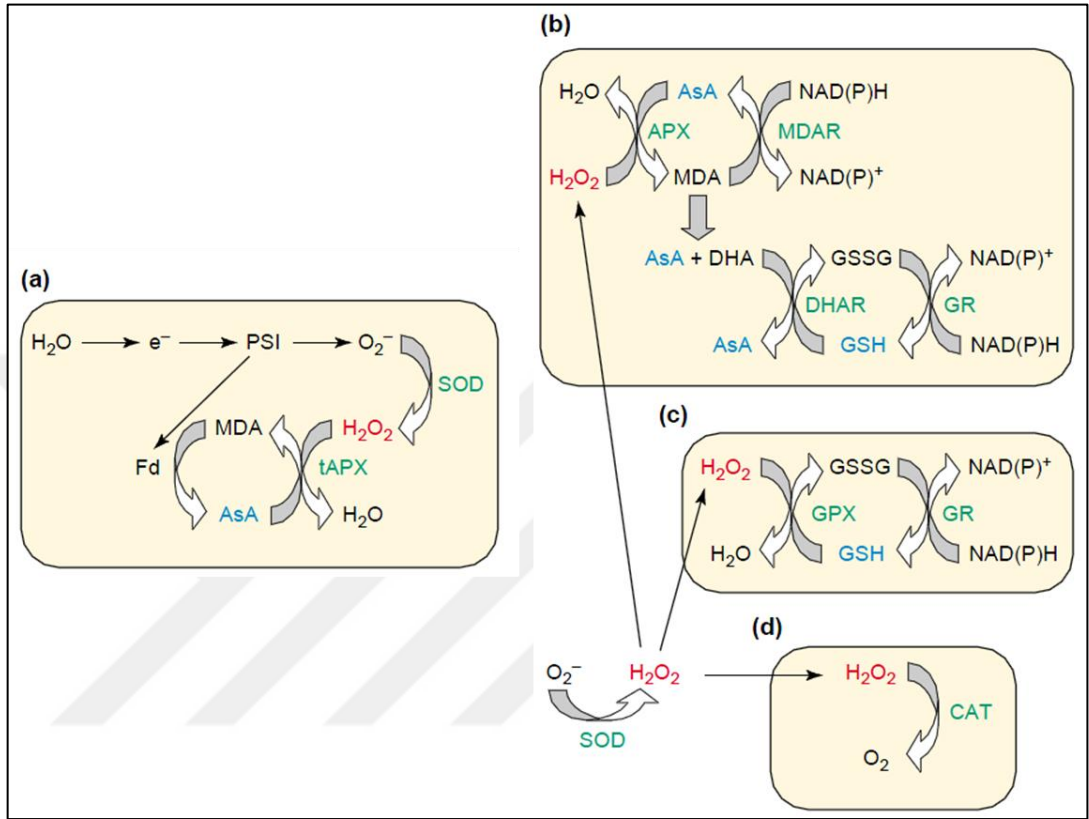 (b)
H₂O AsA NAD(P)H
APX MDAR
H₂O₂ MDA NAD(P)⁺
AsA + DHA GSSG NAD(P)⁺
DHAR GR
AsA GSH NAD(P)H
(a)
H₂O e⁻ PSI O₂⁻
SOD
MDA H₂O₂
Fd tAPX
AsA H₂O
(c)
H₂O₂ GSSG NAD(P)⁺
GPX GR
H₂O GSH NAD(P)H
O₂⁻ H₂O₂
SOD
(d)
H₂O₂
CAT
O₂